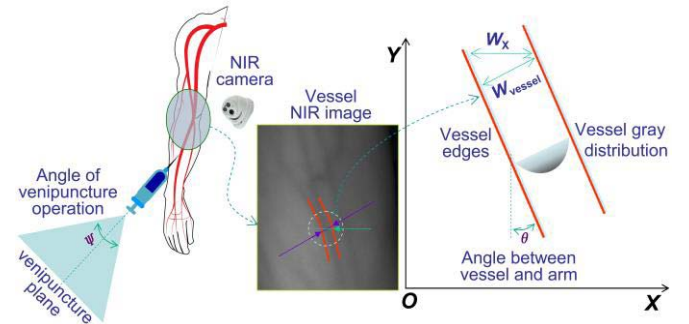 NIR
camera
Vessel
NIR image
Angle of
venipuncture
operation
Ψ
venipuncture
plane
Y
Wx
Wvessel
Vessel
edges
Vessel gray
distribution
θ
Angle between
vessel and arm
O
X